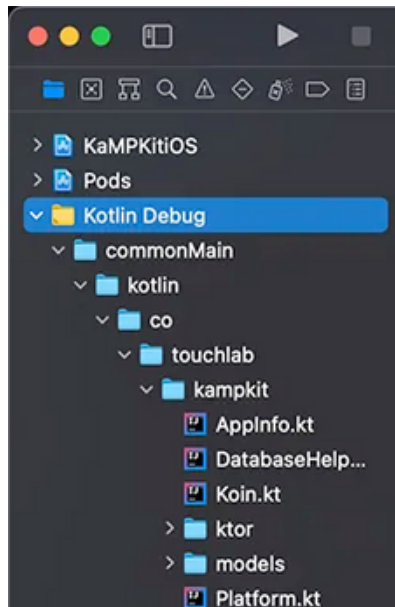 KaMPKitiOS
Pods
Kotlin Debug
commonMain
kotlin
co
touchlab
kampkit
AppInfo.kt
DatabaseHelp...
Koin.kt
ktor
models
Platform.kt